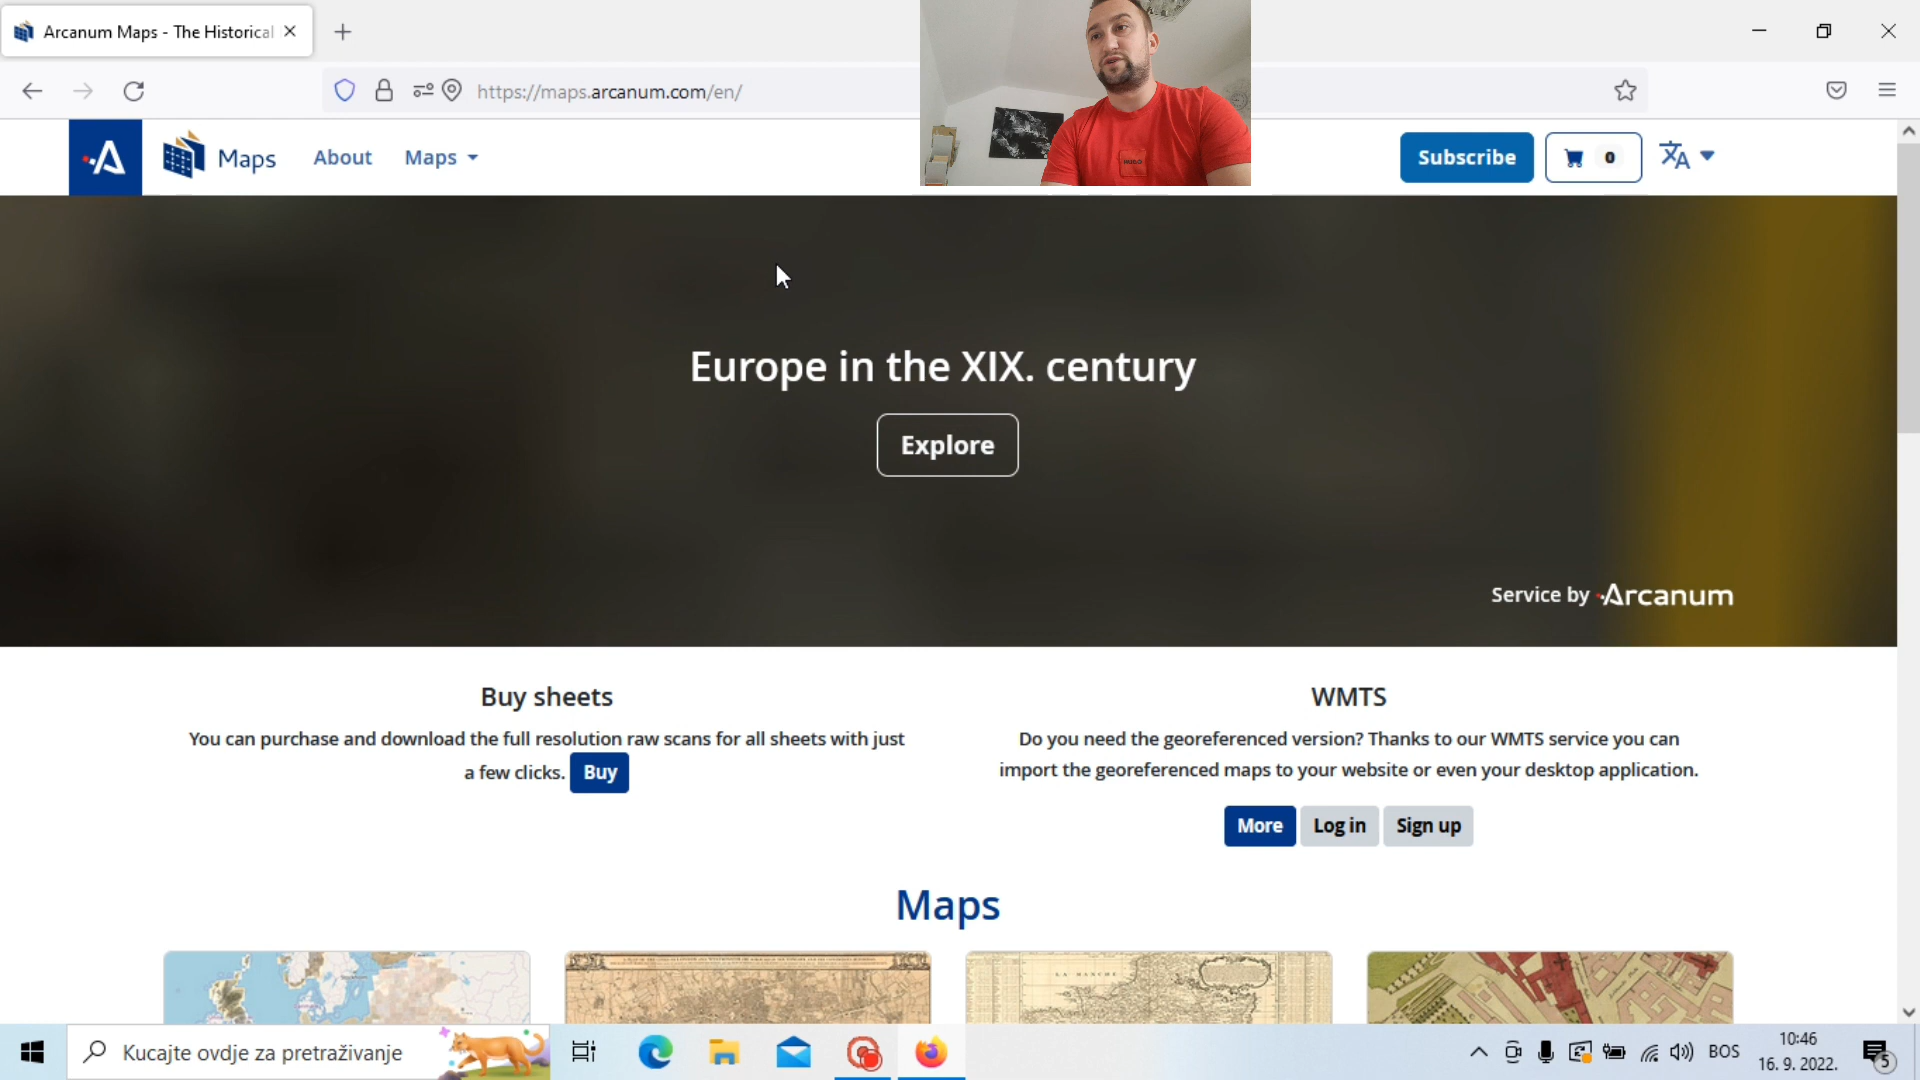 Arcanum Maps - The Historical
https://maps.arcanum.com/en/
Maps
About
Maps
Subscribe
0
Europe in the XIX. century
Explore
Service by Arcanum
Buy sheets
You can purchase and download the full resolution raw scans for all sheets with just
a few clicks. Buy
WMTS
Do you need the georeferenced version? Thanks to our WMTS service you can
import the georeferenced maps to your website or even your desktop application.
More
Log in
Sign up
Maps
LA MANCHE
Kucajte ovdje za pretraživanje
BOS
10:46
16. 9. 2022.
5